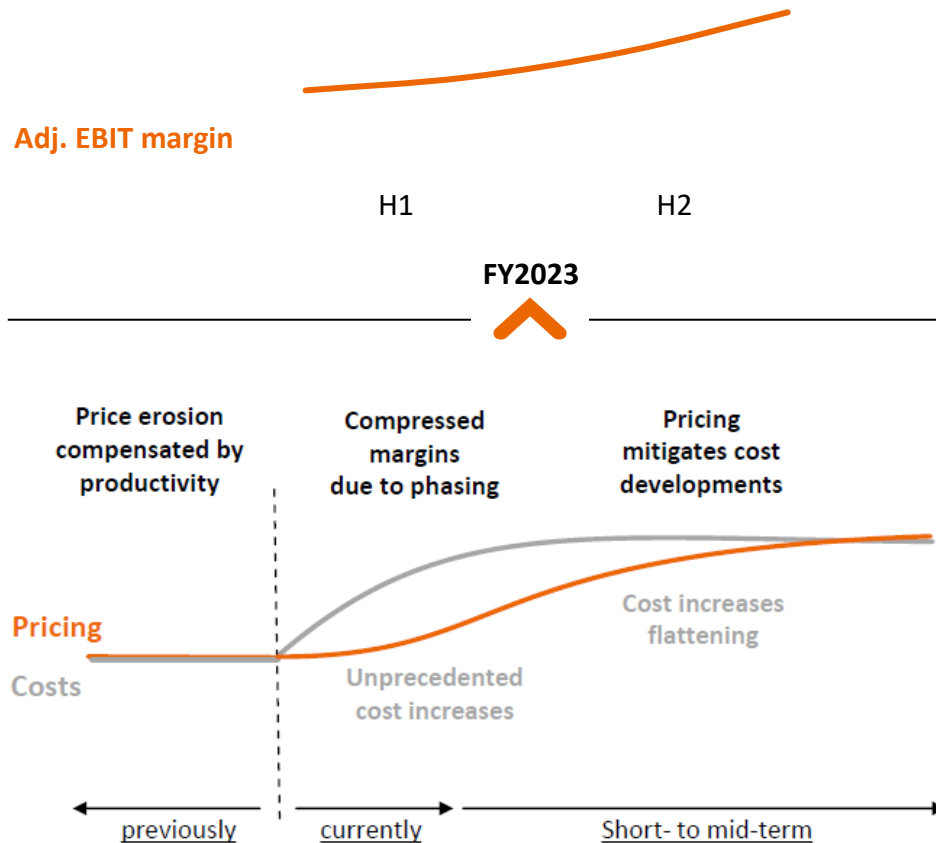 Adj. EBIT margin
H1
H2
FY2023
Price erosion
compensated by
productivity
Compressed
margins
due to phasing
Pricing
mitigates cost
developments
Pricing
Costs
Unprecedented
cost increases
Cost increases
flattening
previously
currently
Short- to mid-term